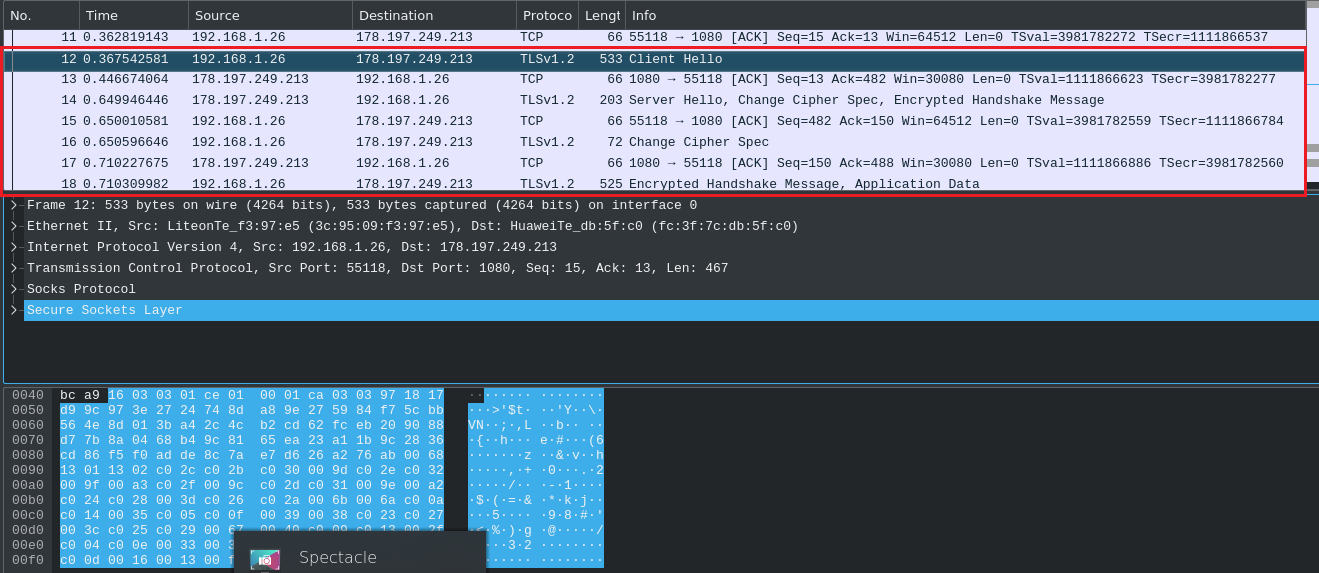 No. Time Source Destination Protoco Lengt Info
11 0.362819143 192.168.1.26 178.197.249.213 TCP 66 55118 → 1080 [ACK] Seq=15 Ack=13 Win=64512 Len=0 TSval=3981782272 TSecr=1111866537
12 0.367542581 192.168.1.26 178.197.249.213 TLSv1.2 533 Client Hello
13 0.446674064 178.197.249.213 192.168.1.26 TCP 66 1080 → 55118 [ACK] Seq=13 Ack=482 Win=30080 Len=0 TSval=1111866623 TSecr=3981782277
14 0.649946446 178.197.249.213 192.168.1.26 TLSv1.2 203 Server Hello, Change Cipher Spec, Encrypted Handshake Message
15 0.650010581 192.168.1.26 178.197.249.213 TCP 66 55118 → 1080 [ACK] Seq=482 Ack=150 Win=64512 Len=0 TSval=3981782559 TSecr=1111866784
16 0.650596646 192.168.1.26 178.197.249.213 TLSv1.2 72 Change Cipher Spec
17 0.710227675 178.197.249.213 192.168.1.26 TCP 66 1080 → 55118 [ACK] Seq=150 Ack=488 Win=30080 Len=0 TSval=1111866886 TSecr=3981782560
18 0.710309982 192.168.1.26 178.197.249.213 TLSv1.2 525 Encrypted Handshake Message, Application Data
Frame 12: 533 bytes on wire (4264 bits), 533 bytes captured (4264 bits) on interface 0
Ethernet II, Src: LiteonTe_f3:97:e5 (3c:95:09:f3:97:e5), Dst: HuaweiTe_db:5f:c0 (fc:3f:7c:db:5f:c0)
Internet Protocol Version 4, Src: 192.168.1.26, Dst: 178.197.249.213
Transmission Control Protocol, Src Port: 55118, Dst Port: 1080, Seq: 15, Ack: 13, Len: 467
Socks Protocol
Secure Sockets Layer
0040 bc a9 16 03 03 01 ce 01 00 01 ca 03 03 97 18 17 ········ ········
0050 d9 9c 97 3e 27 24 74 8d a8 9e 27 59 84 f7 5c bb ···>'$t· ··'Y··\·
0060 56 4e 8d 01 3b a4 2c 4c b2 cd 62 fc eb 20 90 88 VN··;·,L ··b·· ··
0070 d7 7b 8a 04 68 b4 9c 81 65 ea 23 a1 1b 9c 28 36 ·{··h··· e·#···(6
0080 cd 86 f5 f0 ad de 8c 7a e7 d6 26 a2 76 ab 00 68 ·······z ··&·v··h
0090 13 01 13 02 c0 2c c0 2b c0 30 00 9d c0 2e c0 32 ·····,·+ ·0···.·2
00a0 00 9f 00 a3 c0 2f 00 9c c0 2d c0 31 00 9e 00 a2 ·····/·· ·-·1····
00b0 c0 24 c0 28 00 3d c0 26 c0 2a 00 6b 00 6a c0 0a ·$·(·=·& ·*·k·j··
00c0 c0 14 00 35 c0 05 c0 0f 00 39 00 38 c0 23 c0 27 ···5···· ·9·8·#·'
00d0 00 3c c0 25 c0 29 00 67 00 40 c0 09 c0 13 00 2f ·<·%·)·g ·@·····/
00e0 c0 04 c0 0e 00 33 00 ····3·2 ········
00f0 c0 0d 00 16 00 13 00 ········
Spectacle